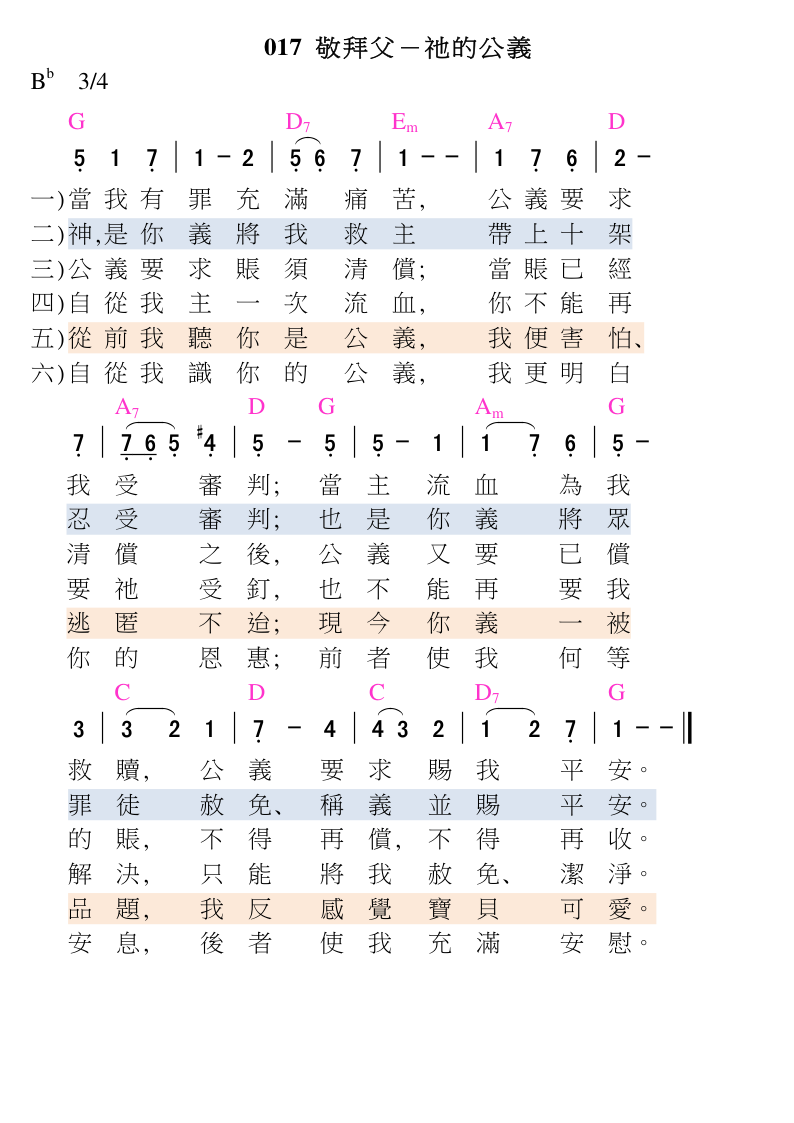 017 敬拜父－祂的公義
Bb 3/4
G D7 Em A7 D
5 1 7 | 1 - 2 | 5 6 7 | 1 - - | 1 7 6 | 2 -
一)當我有罪充滿痛苦, 公義要求
二)神,是你義將我救主 帶上十架
三)公義要求賬須清償; 當賬已經
四)自從我主一次流血, 你不能再
五)從前我聽你是公義, 我便害怕、
六)自從我識你的公義, 我更明白
A7 D G Am G
7 | 7 6 5 #4 | 5 - 5 | 5 - 1 | 1 7 6 | 5 -
我受審判; 當主流血為我
忍受審判; 也是你義將眾
清償之後, 公義又要已償
要祂受釘, 也不能再要我
逃匿不迨; 現今你義一被
你的恩惠; 前者使我何等
C D C D7 G
3 | 3 2 1 | 7 - 4 | 4 3 2 | 1 2 7 | 1 - - ‖
救贖, 公義要求賜我平安。
罪徒赦免、稱義並賜平安。
的賬, 不得再償, 不得再收。
解決, 只能將我赦免、潔淨。
品題, 我反感覺寶貝可愛。
安息, 後者使我充滿安慰。